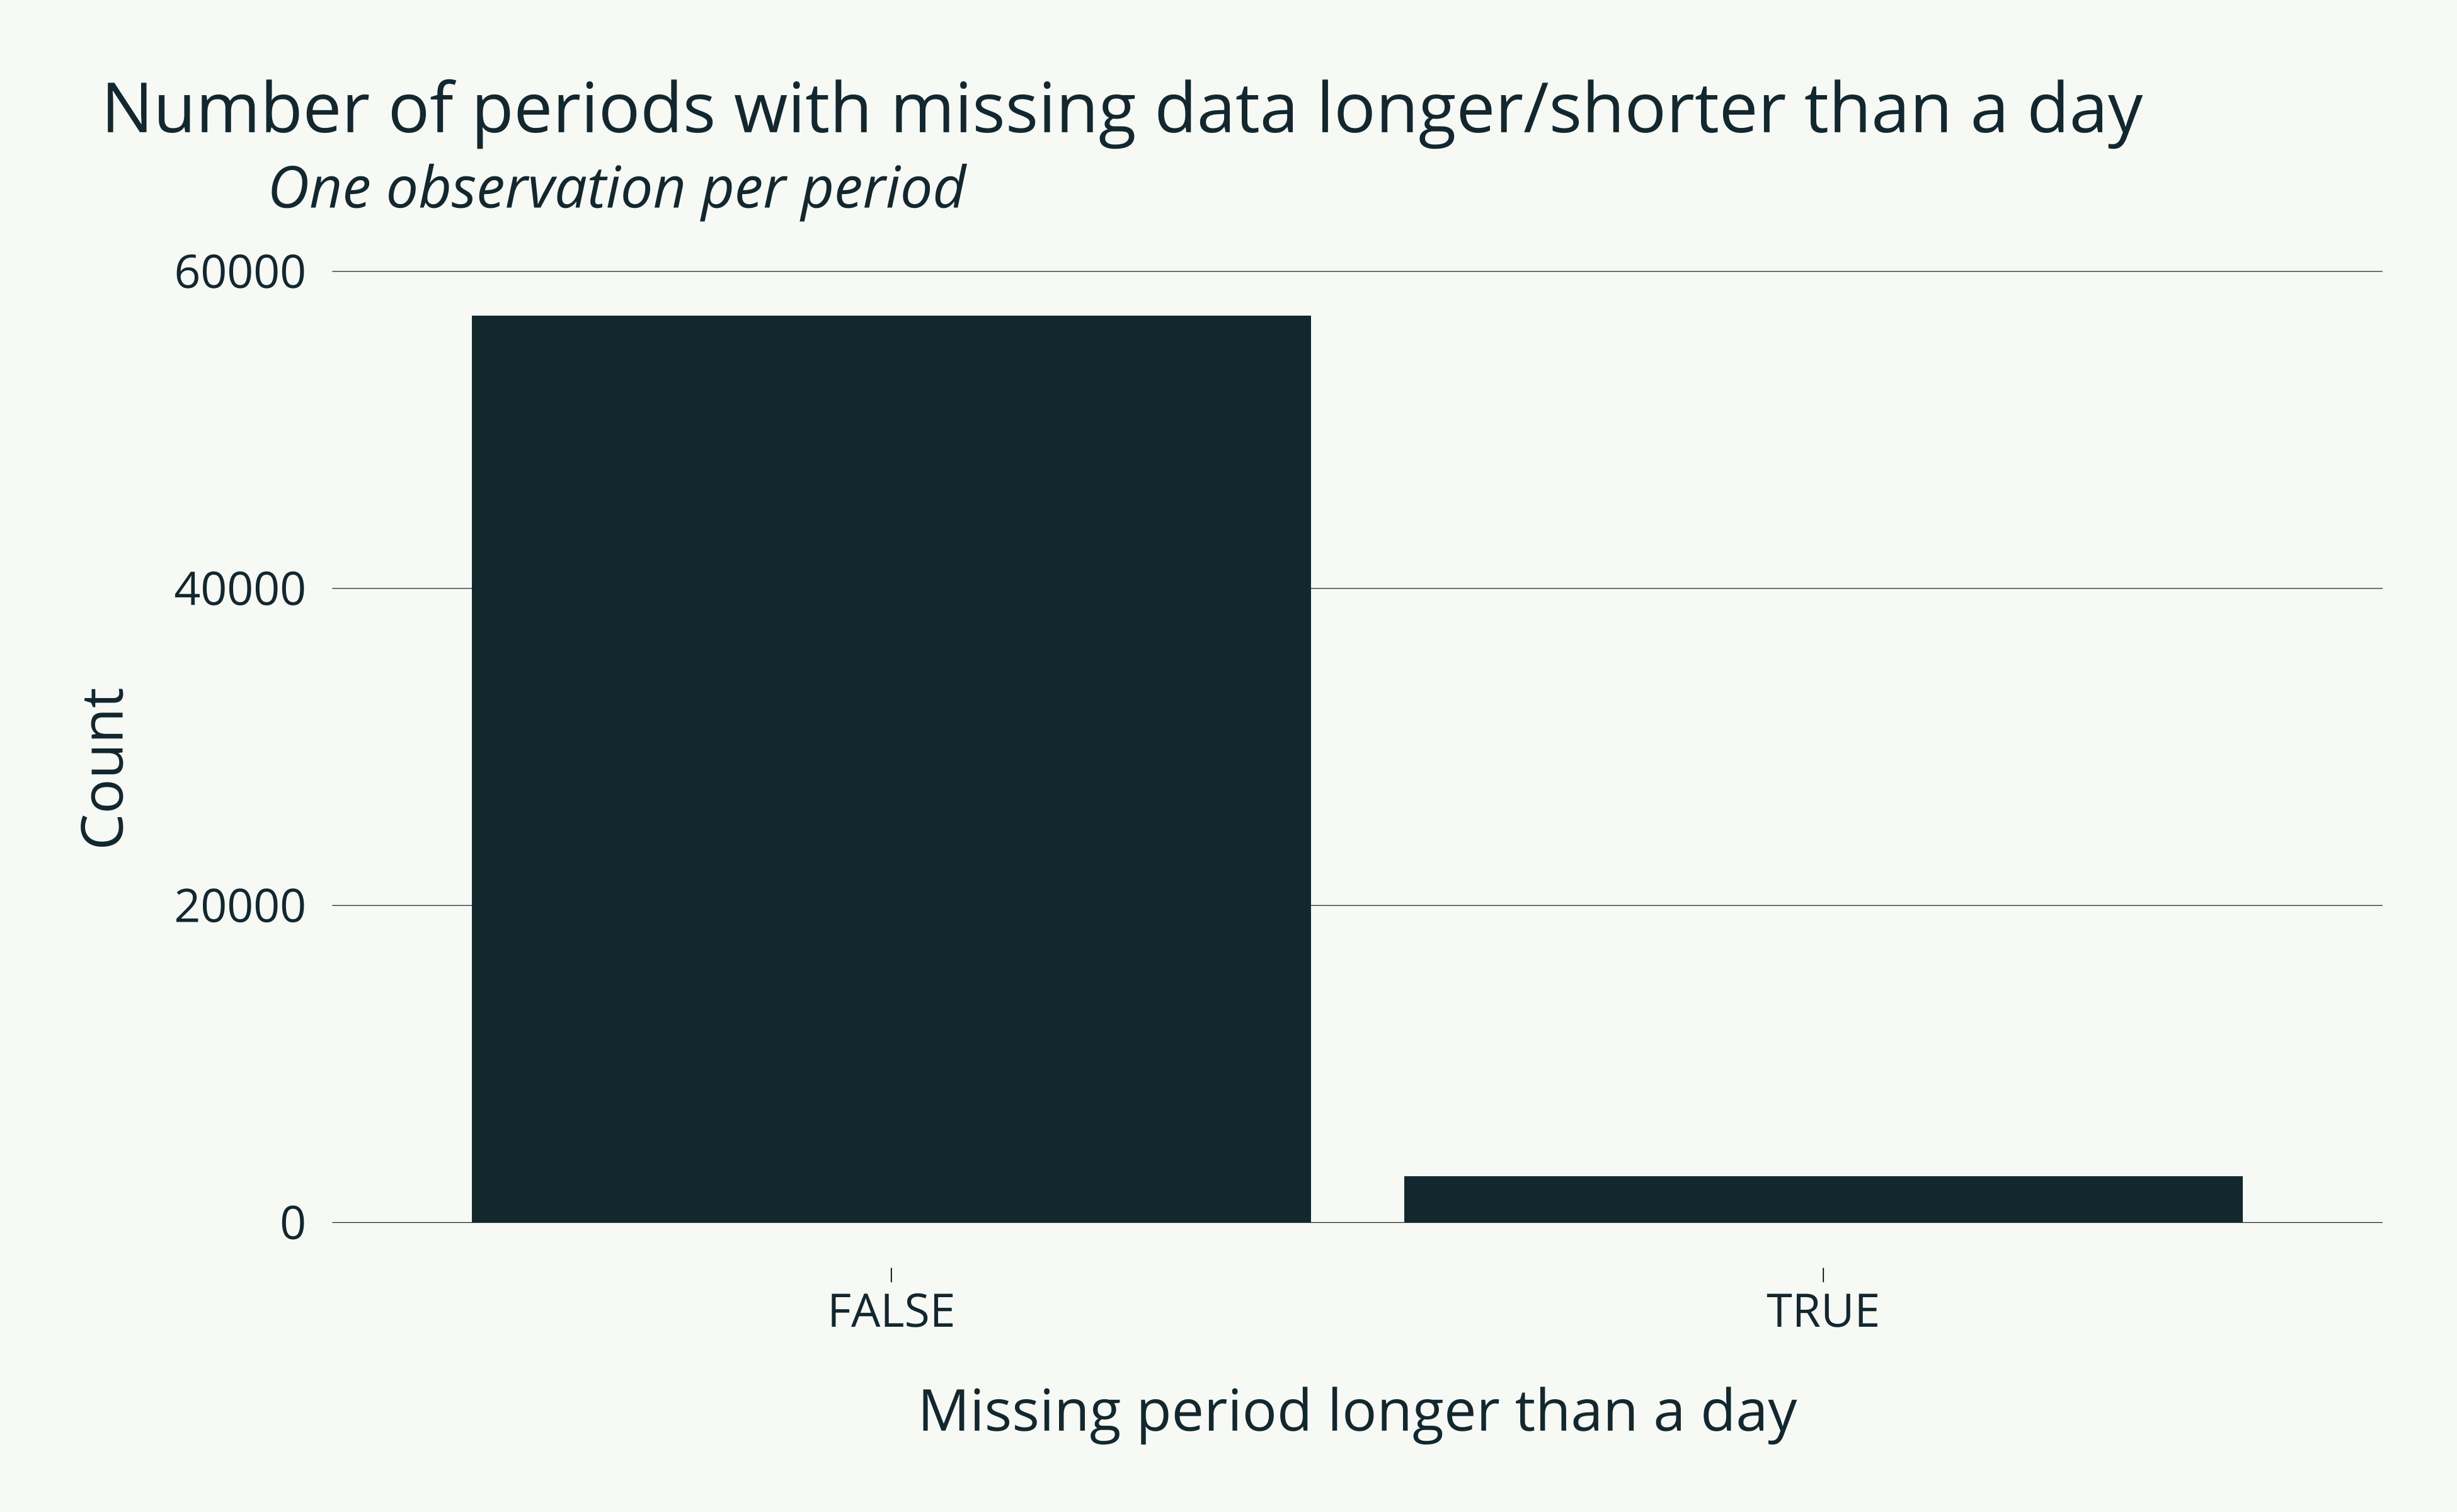 Number of periods with missing data longer/shorter than a day
One observation per period
60000
40000
20000
0
Count
FALSE
TRUE
Missing period longer than a day